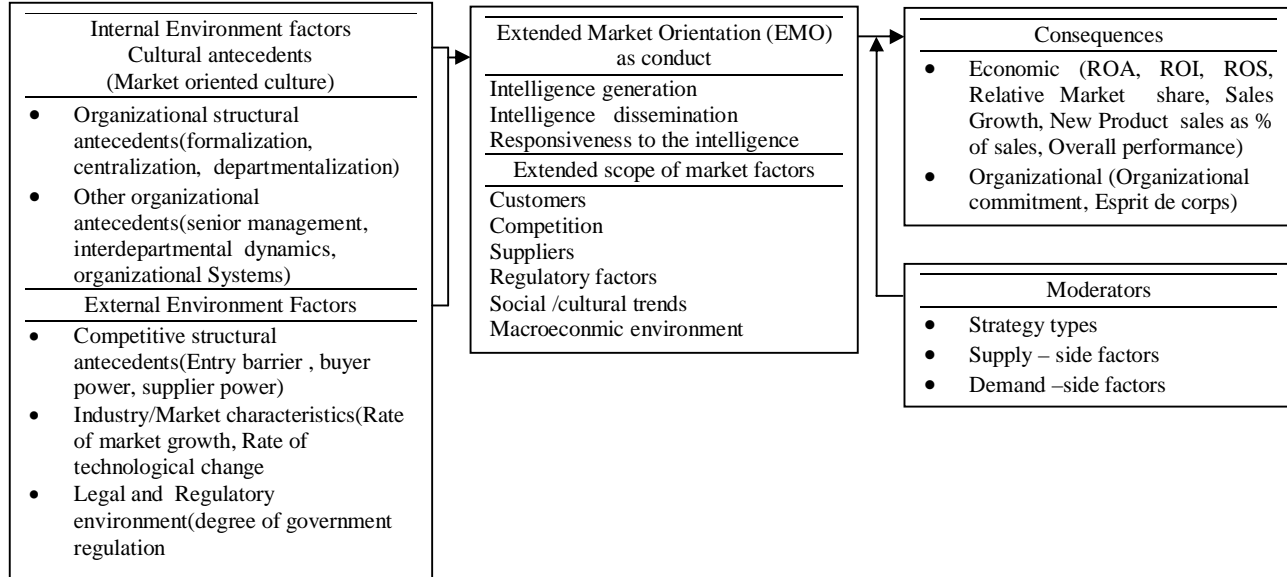 Internal Environment factors
Cultural antecedents
(Market oriented culture)
• Organizational structural
antecedents(formalization,
centralization, departmentalization)
• Other organizational
antecedents(senior management,
interdepartmental dynamics,
organizational Systems)
External Environment Factors
• Competitive structural
antecedents(Entry barrier , buyer
power, supplier power)
• Industry/Market characteristics(Rate
of market growth, Rate of
technological change
• Legal and Regulatory
environment(degree of government
regulation
Extended Market Orientation (EMO)
as conduct
Intelligence generation
Intelligence dissemination
Responsiveness to the intelligence
Extended scope of market factors
Customers
Competition
Suppliers
Regulatory factors
Social /cultural trends
Macroeconmic environment
Consequences
• Economic (ROA, ROI, ROS,
Relative Market share, Sales
Growth, New Product sales as %
of sales, Overall performance)
• Organizational (Organizational
commitment, Esprit de corps)
Moderators
• Strategy types
• Supply – side factors
• Demand –side factors